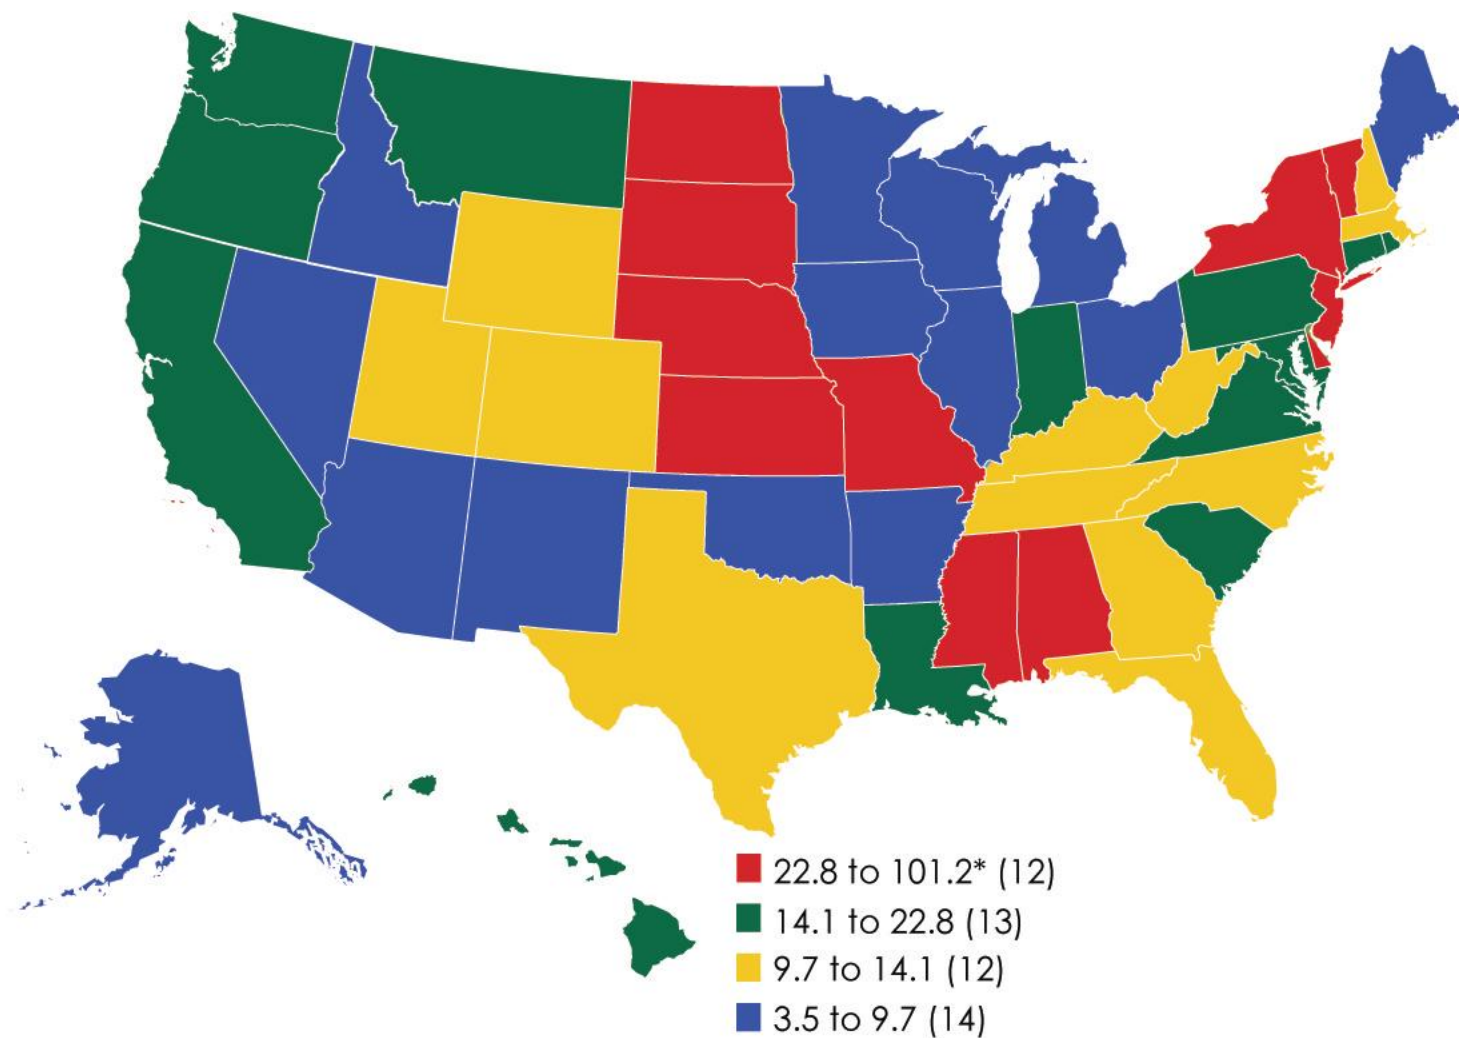 22.8 to 101.2* (12)
14.1 to 22.8 (13)
9.7 to 14.1 (12)
3.5 to 9.7 (14)